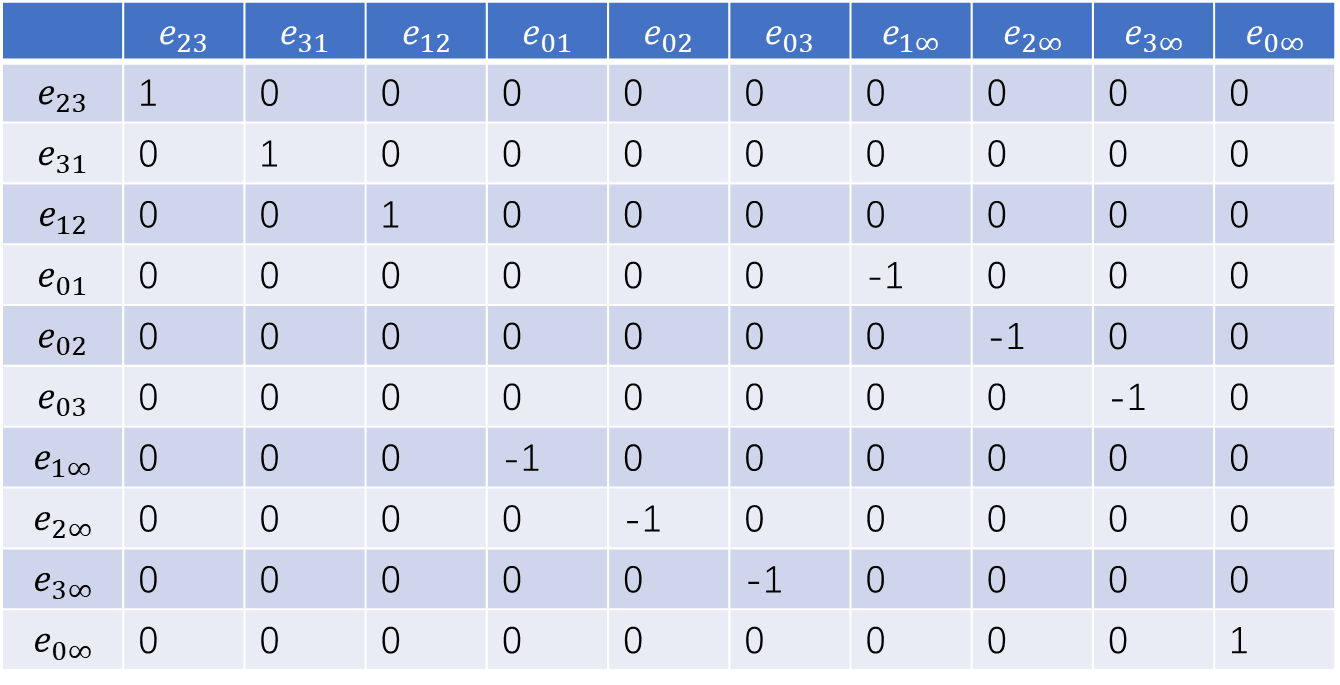 e₂₃ e₃₁ e₁₂ e₀₁ e₀₂ e₀₃ e₁∞ e₂∞ e₃∞ e₀∞
e₂₃ 1 0 0 0 0 0 0 0 0 0
e₃₁ 0 1 0 0 0 0 0 0 0 0
e₁₂ 0 0 1 0 0 0 0 0 0 0
e₀₁ 0 0 0 0 0 0 -1 0 0 0
e₀₂ 0 0 0 0 0 0 0 -1 0 0
e₀₃ 0 0 0 0 0 0 0 0 -1 0
e₁∞ 0 0 0 -1 0 0 0 0 0 0
e₂∞ 0 0 0 0 -1 0 0 0 0 0
e₃∞ 0 0 0 0 0 -1 0 0 0 0
e₀∞ 0 0 0 0 0 0 0 0 0 1